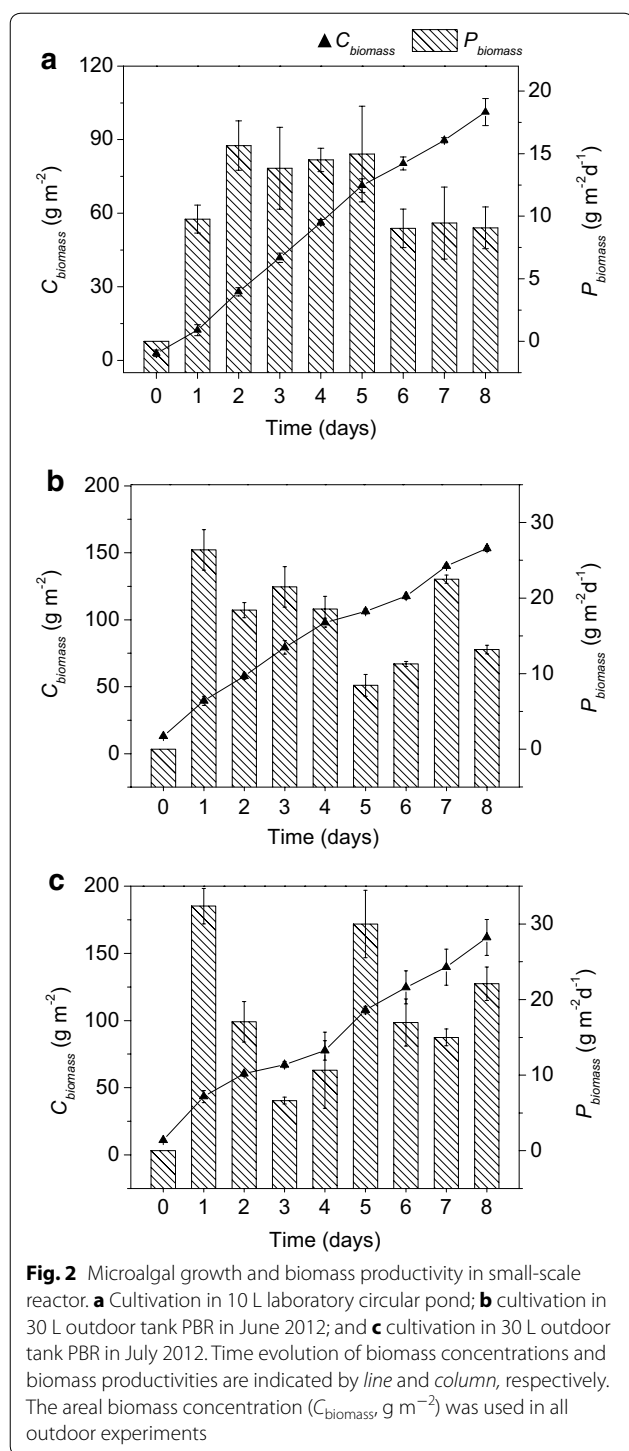 C_biomass P_biomass
a
120
90
60
30
0
C_biomass (g m⁻²)
20
15
10
5
0
P_biomass (g m⁻²d⁻¹)
0 1 2 3 4 5 6 7 8
Time (days)
b
200
150
100
50
0
C_biomass (g m⁻²)
30
20
10
0
P_biomass (g m⁻²d⁻¹)
0 1 2 3 4 5 6 7 8
Time (days)
c
200
150
100
50
0
C_biomass (g m⁻²)
30
20
10
0
P_biomass (g m⁻²d⁻¹)
0 1 2 3 4 5 6 7 8
Time (days)
Fig. 2 Microalgal growth and biomass productivity in small-scale
reactor. a Cultivation in 10 L laboratory circular pond; b cultivation in
30 L outdoor tank PBR in June 2012; and c cultivation in 30 L outdoor
tank PBR in July 2012. Time evolution of biomass concentrations and
biomass productivities are indicated by line and column, respectively.
The areal biomass concentration (C_biomass, g m⁻²) was used in all
outdoor experiments